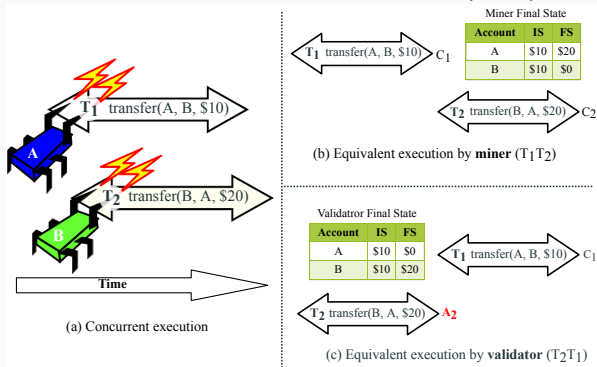 T1 transfer(A, B, $10)
A
T2 transfer(B, A, $20)
B
Time
(a) Concurrent execution
Miner Final State
Account IS FS
A $10 $20
B $10 $0
T1 transfer(A, B, $10) C1
T2 transfer(B, A, $20) C2
(b) Equivalent execution by miner (T1T2)
Validatror Final State
Account IS FS
A $10 $0
B $10 $20
T1 transfer(A, B, $10) C1
T2 transfer(B, A, $20) A2
(c) Equivalent execution by validator (T2T1)